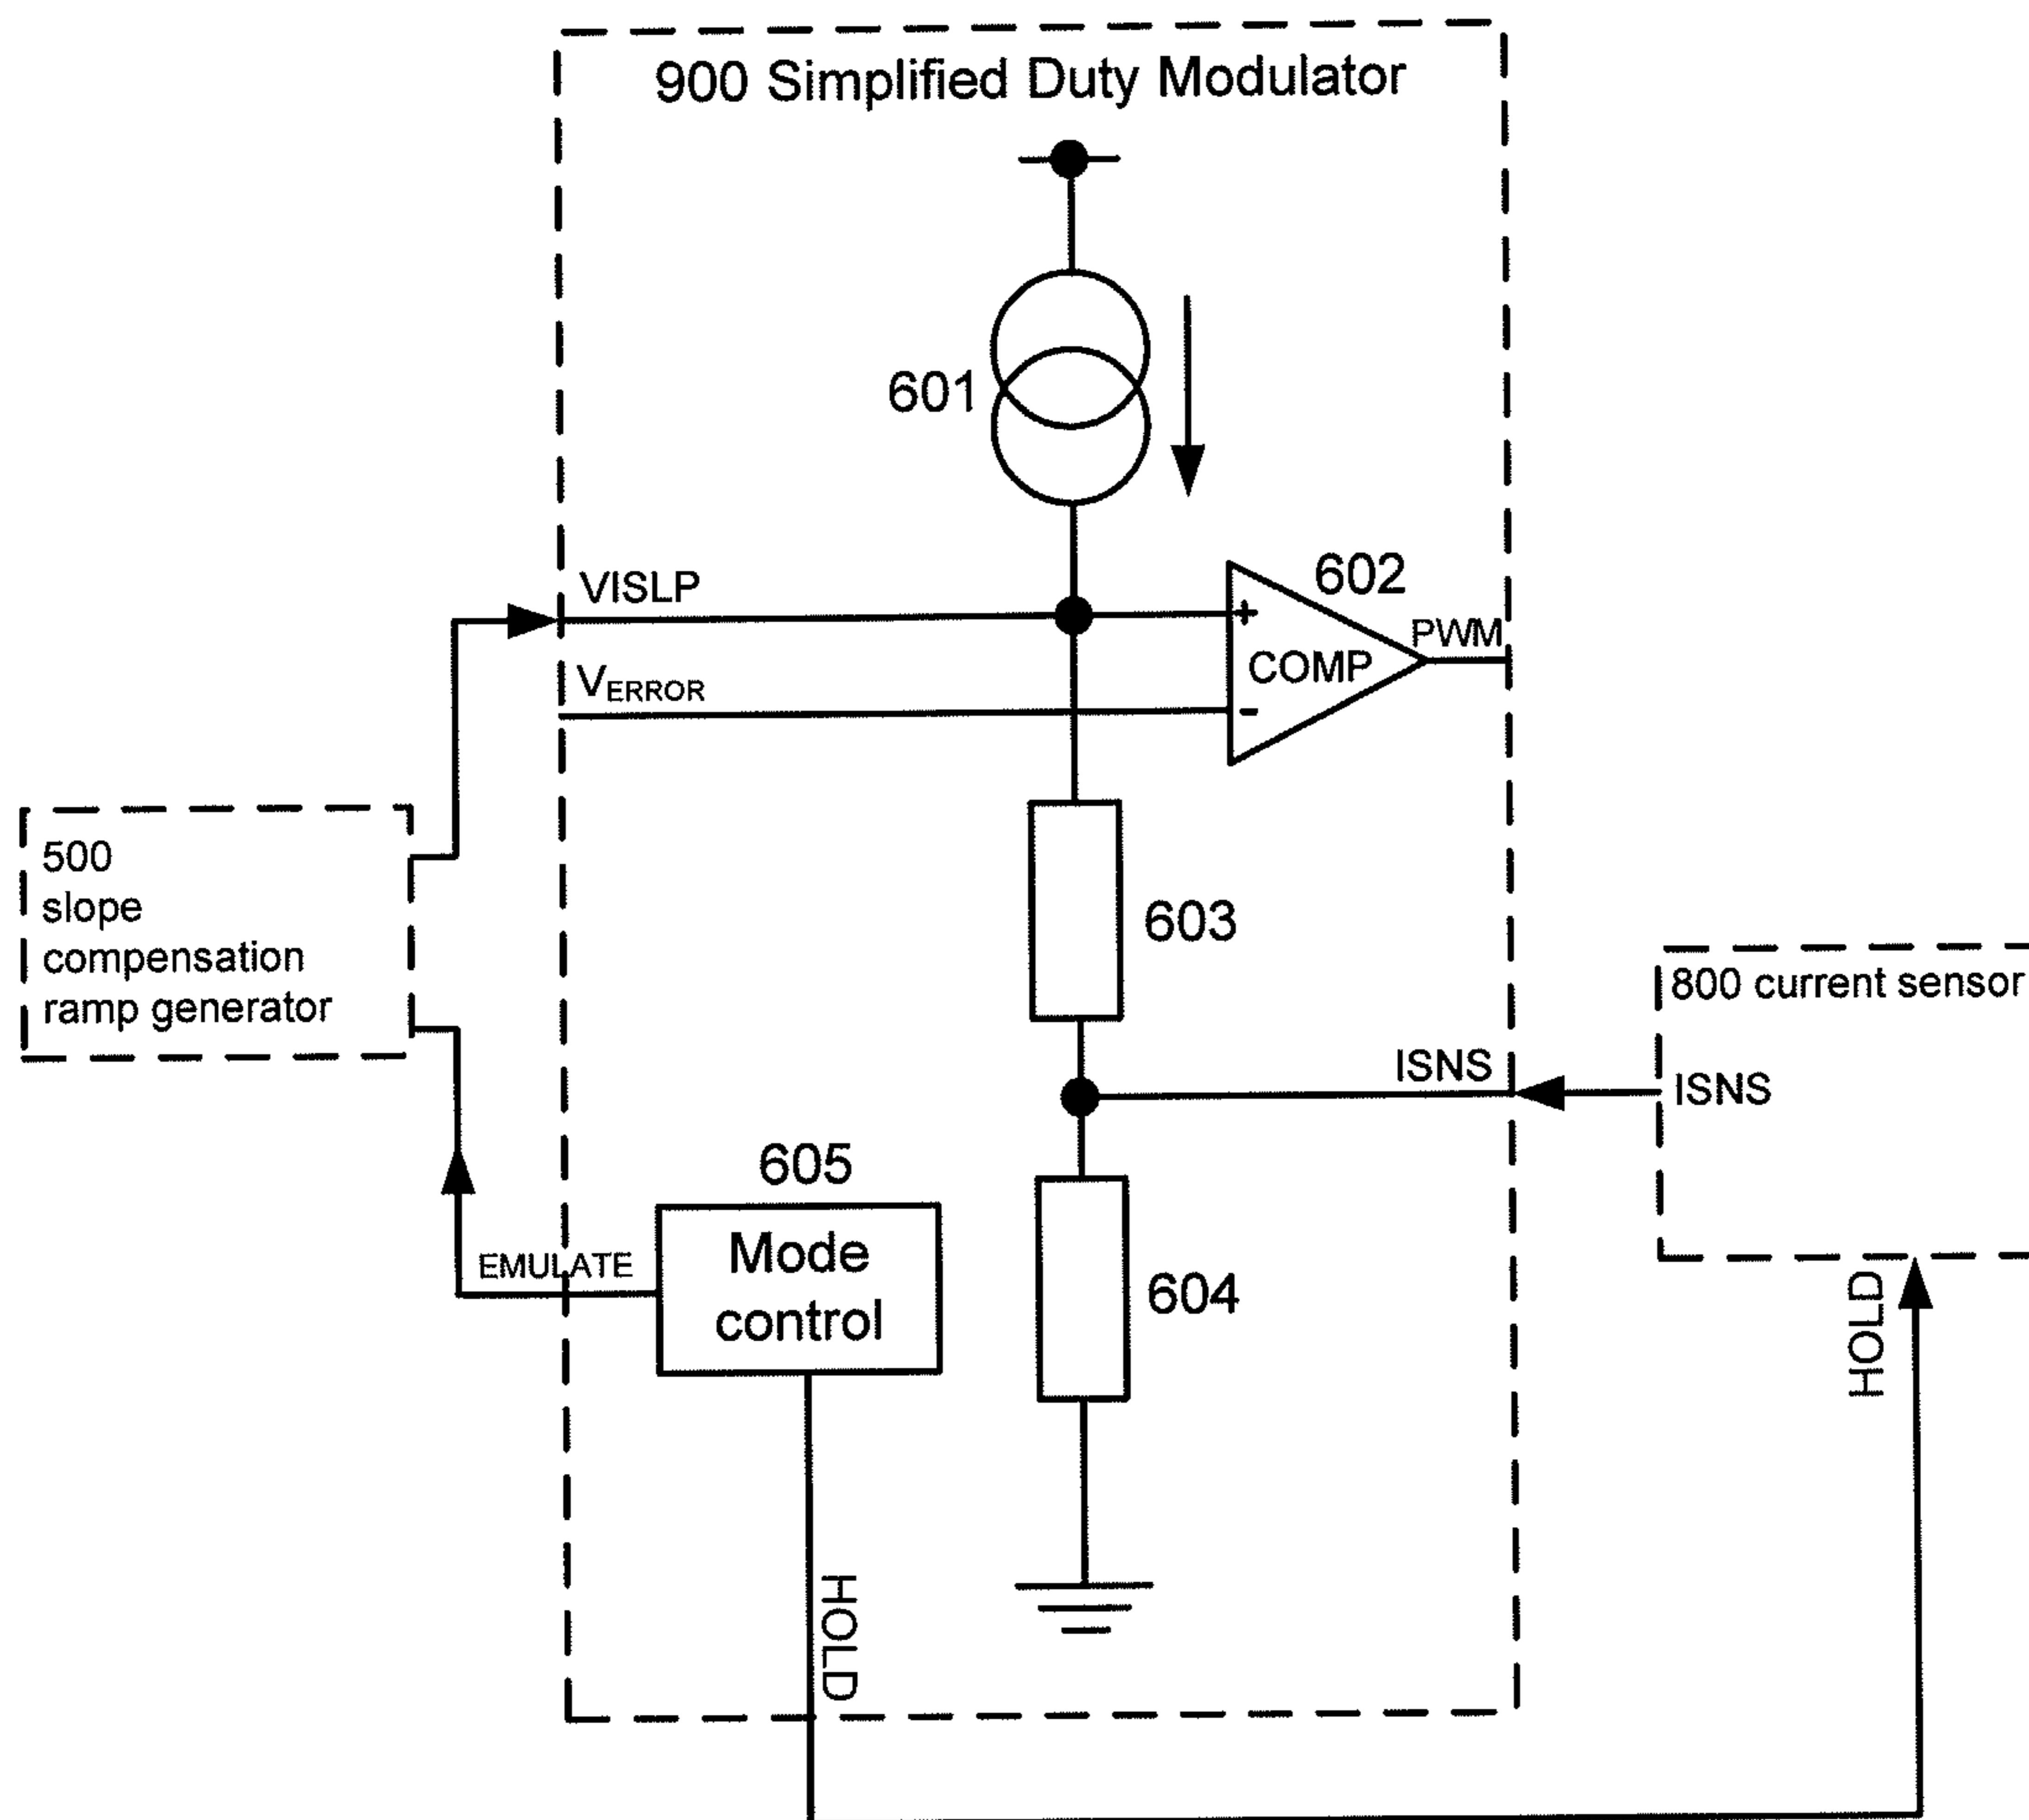 900 Simplified Duty Modulator
601
602
VISLP
+
PWM
COMP
VERROR
-
500
slope
compensation
ramp generator
603
800 current sensor
ISNS
ISNS
605
Mode
control
EMULATE
604
HOLD
HOLD